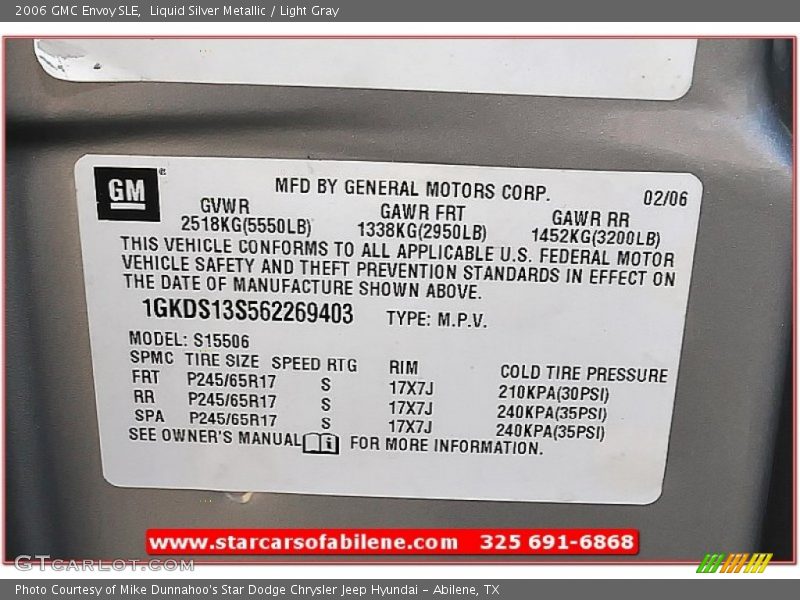 2006 GMC Envoy SLE,  Liquid Silver Metallic / Light Gray
GM®
MFD BY GENERAL MOTORS CORP.
02/06
GVWR GAWR FRT GAWR RR
2518KG(5550LB) 1338KG(2950LB) 1452KG(3200LB)
THIS VEHICLE CONFORMS TO ALL APPLICABLE U.S. FEDERAL MOTOR
VEHICLE SAFETY AND THEFT PREVENTION STANDARDS IN EFFECT ON
THE DATE OF MANUFACTURE SHOWN ABOVE.
1GKDS13S562269403 TYPE: M.P.V.
MODEL: S15506
SPMC TIRE SIZE SPEED RTG RIM COLD TIRE PRESSURE
FRT P245/65R17 S 17X7J 210KPA(30PSI)
RR P245/65R17 S 17X7J 240KPA(35PSI)
SPA P245/65R17 S 17X7J 240KPA(35PSI)
SEE OWNER'S MANUAL i FOR MORE INFORMATION.
www.starcarsofabilene.com 325 691-6868
GTCARLOT.COM
Photo Courtesy of Mike Dunnahoo's Star Dodge Chrysler Jeep Hyundai - Abilene, TX